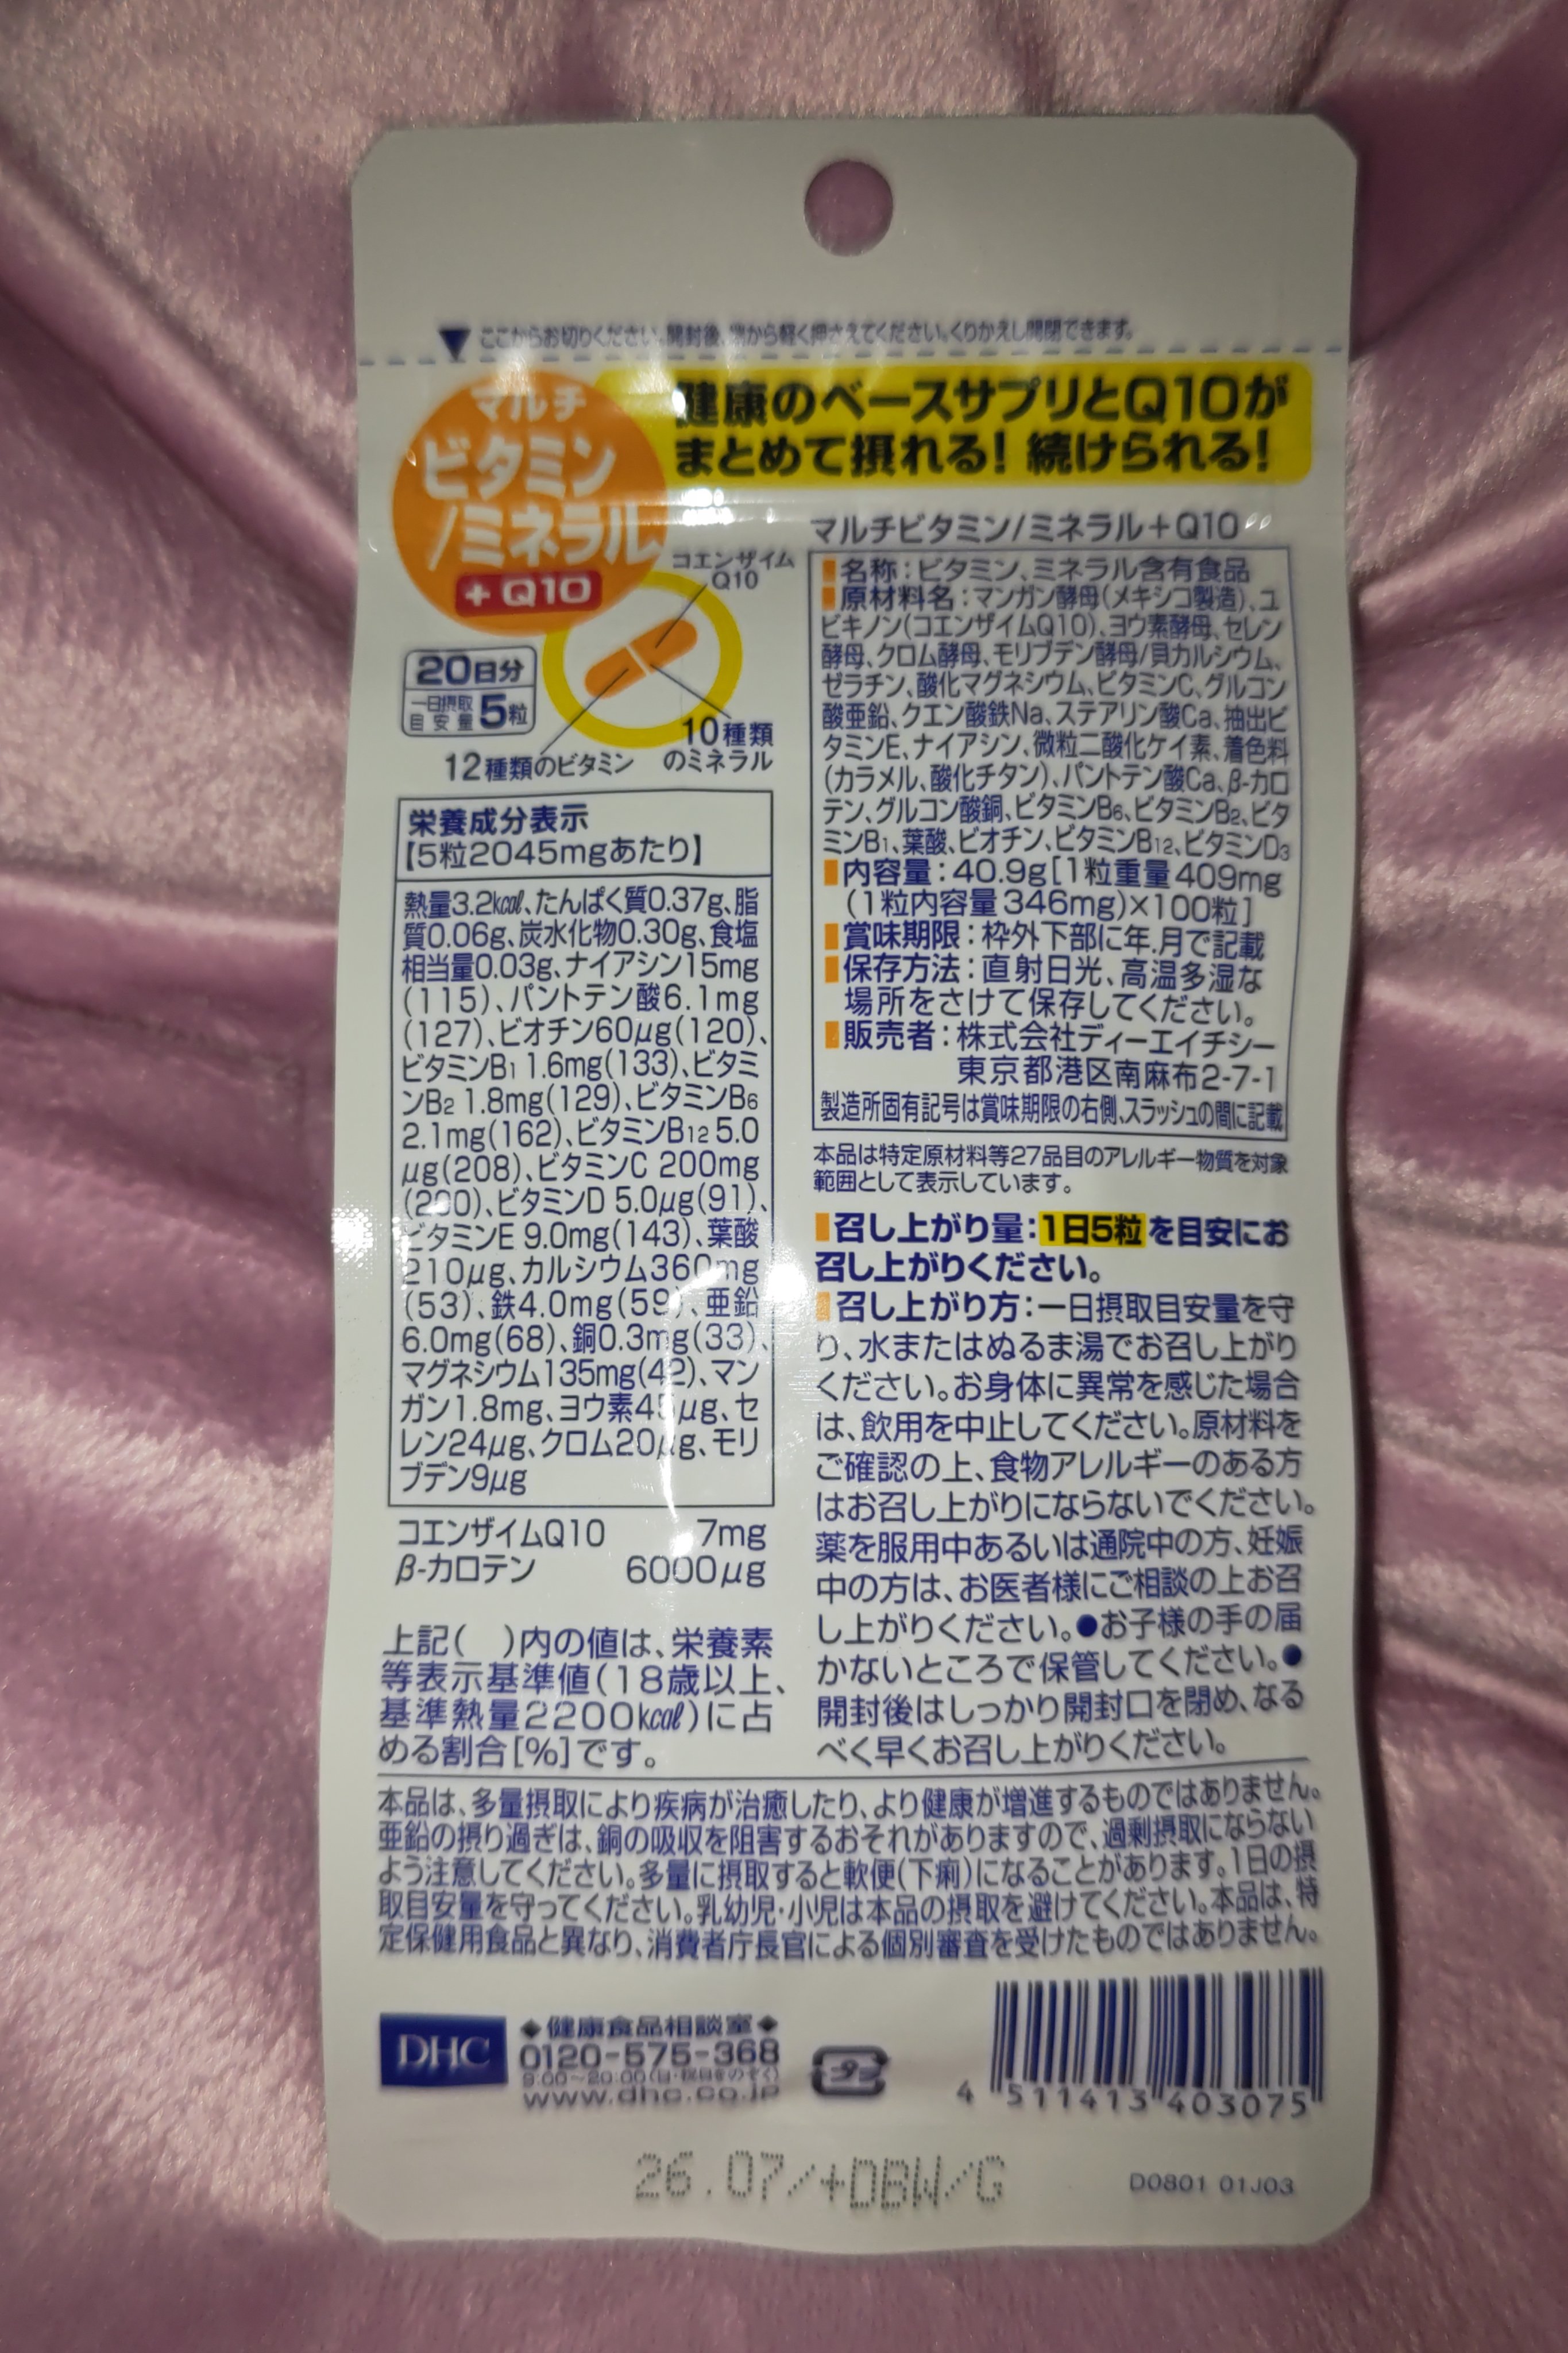 ここからお切りください。開封後、端から軽く押さえてください。くりかえし開閉できます。
マルチ
ビタミン
/ミネラル
+Q10
健康のベースサプリとQ10が
まとめて摂れる!続けられる!
コエンザイム
Q10
20日分
一日摂取
目安量5粒
12種類のビタミン
10種類
のミネラル
栄養成分表示
【5粒2045mgあたり】
熱量3.2kcal、たんぱく質0.37g、脂
質0.06g、炭水化物0.30g、食塩
相当量0.03g、ナイアシン15mg
(115)、パントテン酸6.1mg
(127)、ビオチン60μg(120)、
ビタミンB1 1.6mg(133)、ビタミ
ンB2 1.8mg(129)、ビタミンB6
2.1mg(162)、ビタミンB12 5.0
μg(208)、ビタミンC 200mg
(200)、ビタミンD 5.0μg(91)、
ビタミンE 9.0mg(143)、葉酸
210μg、カルシウム360mg
(53)、鉄4.0mg(59)、亜鉛
6.0mg(68)、銅0.3mg(33)、
マグネシウム135mg(42)、マン
ガン1.8mg、ヨウ素45μg、セ
レン24μg、クロム20μg、モリ
ブデン9μg
コエンザイムQ10 7mg
β-カロテン 6000μg
上記( )内の値は、栄養素
等表示基準値(18歳以上、
基準熱量2200kcal)に占
める割合[%]です。
マルチビタミン/ミネラル+Q10
名称:ビタミン、ミネラル含有食品
原材料名:マンガン酵母(メキシコ製造)、ユ
ビキノン(コエンザイムQ10)、ヨウ素酵母、セレン
酵母、クロム酵母、モリブデン酵母/貝カルシウム、
ゼラチン、酸化マグネシウム、ビタミンC、グルコン
酸亜鉛、クエン酸鉄Na、ステアリン酸Ca、抽出ビ
タミンE、ナイアシン、微粒二酸化ケイ素、着色料
(カラメル、酸化チタン)、パントテン酸Ca、β-カロ
テン、グルコン酸銅、ビタミンB6、ビタミンB2、ビタ
ミンB1、葉酸、ビオチン、ビタミンB12、ビタミンD3
内容量:40.9g[1粒重量409mg
(1粒内容量346mg)×100粒]
賞味期限:枠外下部に年.月で記載
保存方法:直射日光、高温多湿な
場所をさけて保存してください。
販売者:株式会社ディーエイチシー
東京都港区南麻布2-7-1
製造所固有記号は賞味期限の右側、スラッシュの間に記載
本品は特定原材料等27品目のアレルギー物質を対象
範囲として表示しています。
召し上がり量:1日5粒を目安にお
召し上がりください。
召し上がり方:一日摂取目安量を守
り、水またはぬるま湯でお召し上がり
ください。お身体に異常を感じた場合
は、飲用を中止してください。原材料を
ご確認の上、食物アレルギーのある方
はお召し上がりにならないでください。
薬を服用中あるいは通院中の方、妊娠
中の方は、お医者様にご相談の上お召
し上がりください。●お子様の手の届
かないところで保管してください。●
開封後はしっかり開封口を閉め、なる
べく早くお召し上がりください。
本品は、多量摂取により疾病が治癒したり、より健康が増進するものではありません。
亜鉛の摂り過ぎは、銅の吸収を阻害するおそれがありますので、過剰摂取にならない
よう注意してください。多量に摂取すると軟便(下痢)になることがあります。1日の摂
取目安量を守ってください。乳幼児・小児は本品の摂取を避けてください。本品は、特
定保健用食品と異なり、消費者庁長官による個別審査を受けたものではありません。
DHC
◆健康食品相談室◆
0120-575-368
9:00~20:00(日・祝日をのぞく)
www.dhc.co.jp
4 511413 403075
26.07/+DBW/G
D0801 01J03